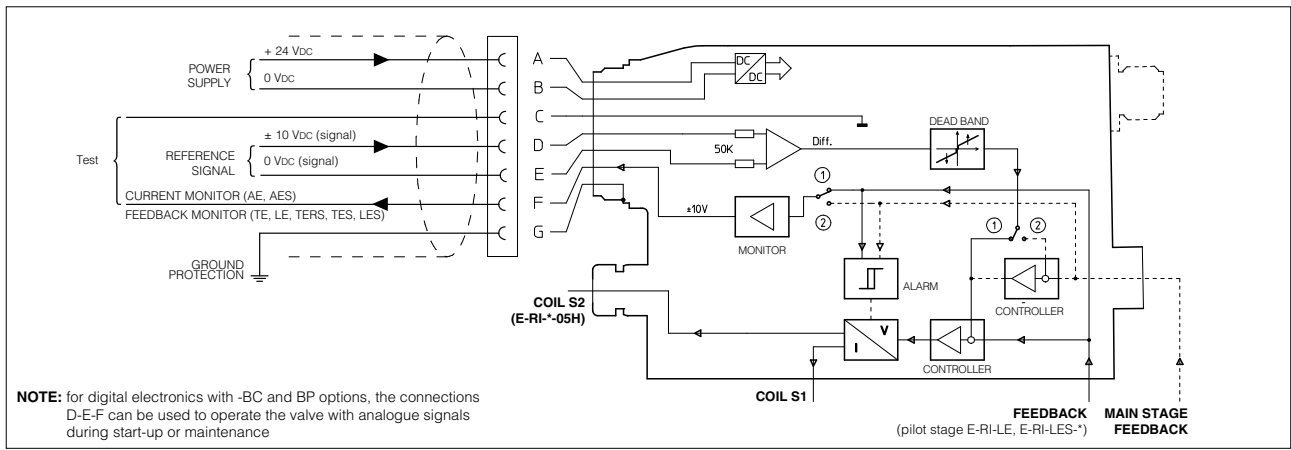 + 24 VDC
POWER
SUPPLY
0 VDC
Test
± 10 VDC (signal)
REFERENCE
SIGNAL
0 VDC (signal)
CURRENT MONITOR (AE, AES)
FEEDBACK MONITOR (TE, LE, TERS, TES, LES)
GROUND
PROTECTION
A
B
C
D
E
F
G
DC
DC
50K
Diff.
DEAD BAND
1
2
±10V
MONITOR
1
2
ALARM
CONTROLLER
COIL S2
(E-RI-*-05H)
V
I
CONTROLLER
COIL S1
FEEDBACK
(pilot stage E-RI-LE, E-RI-LES-*)
MAIN STAGE
FEEDBACK
NOTE: for digital electronics with -BC and BP options, the connections
D-E-F can be used to operate the valve with analogue signals
during start-up or maintenance